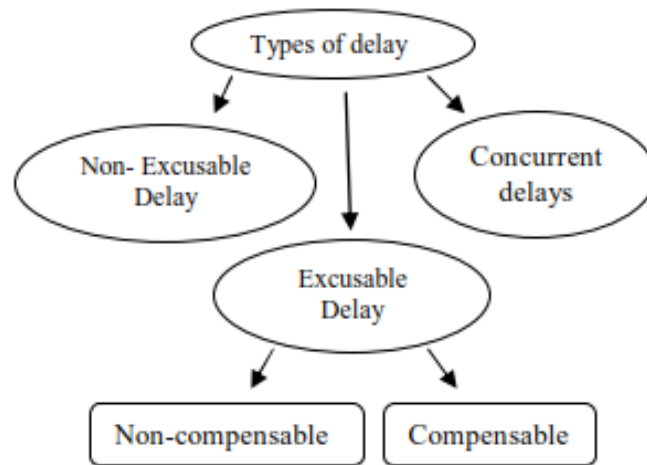 Types of delay
Non- Excusable
Delay
Concurrent
delays
Excusable
Delay
Non-compensable
Compensable